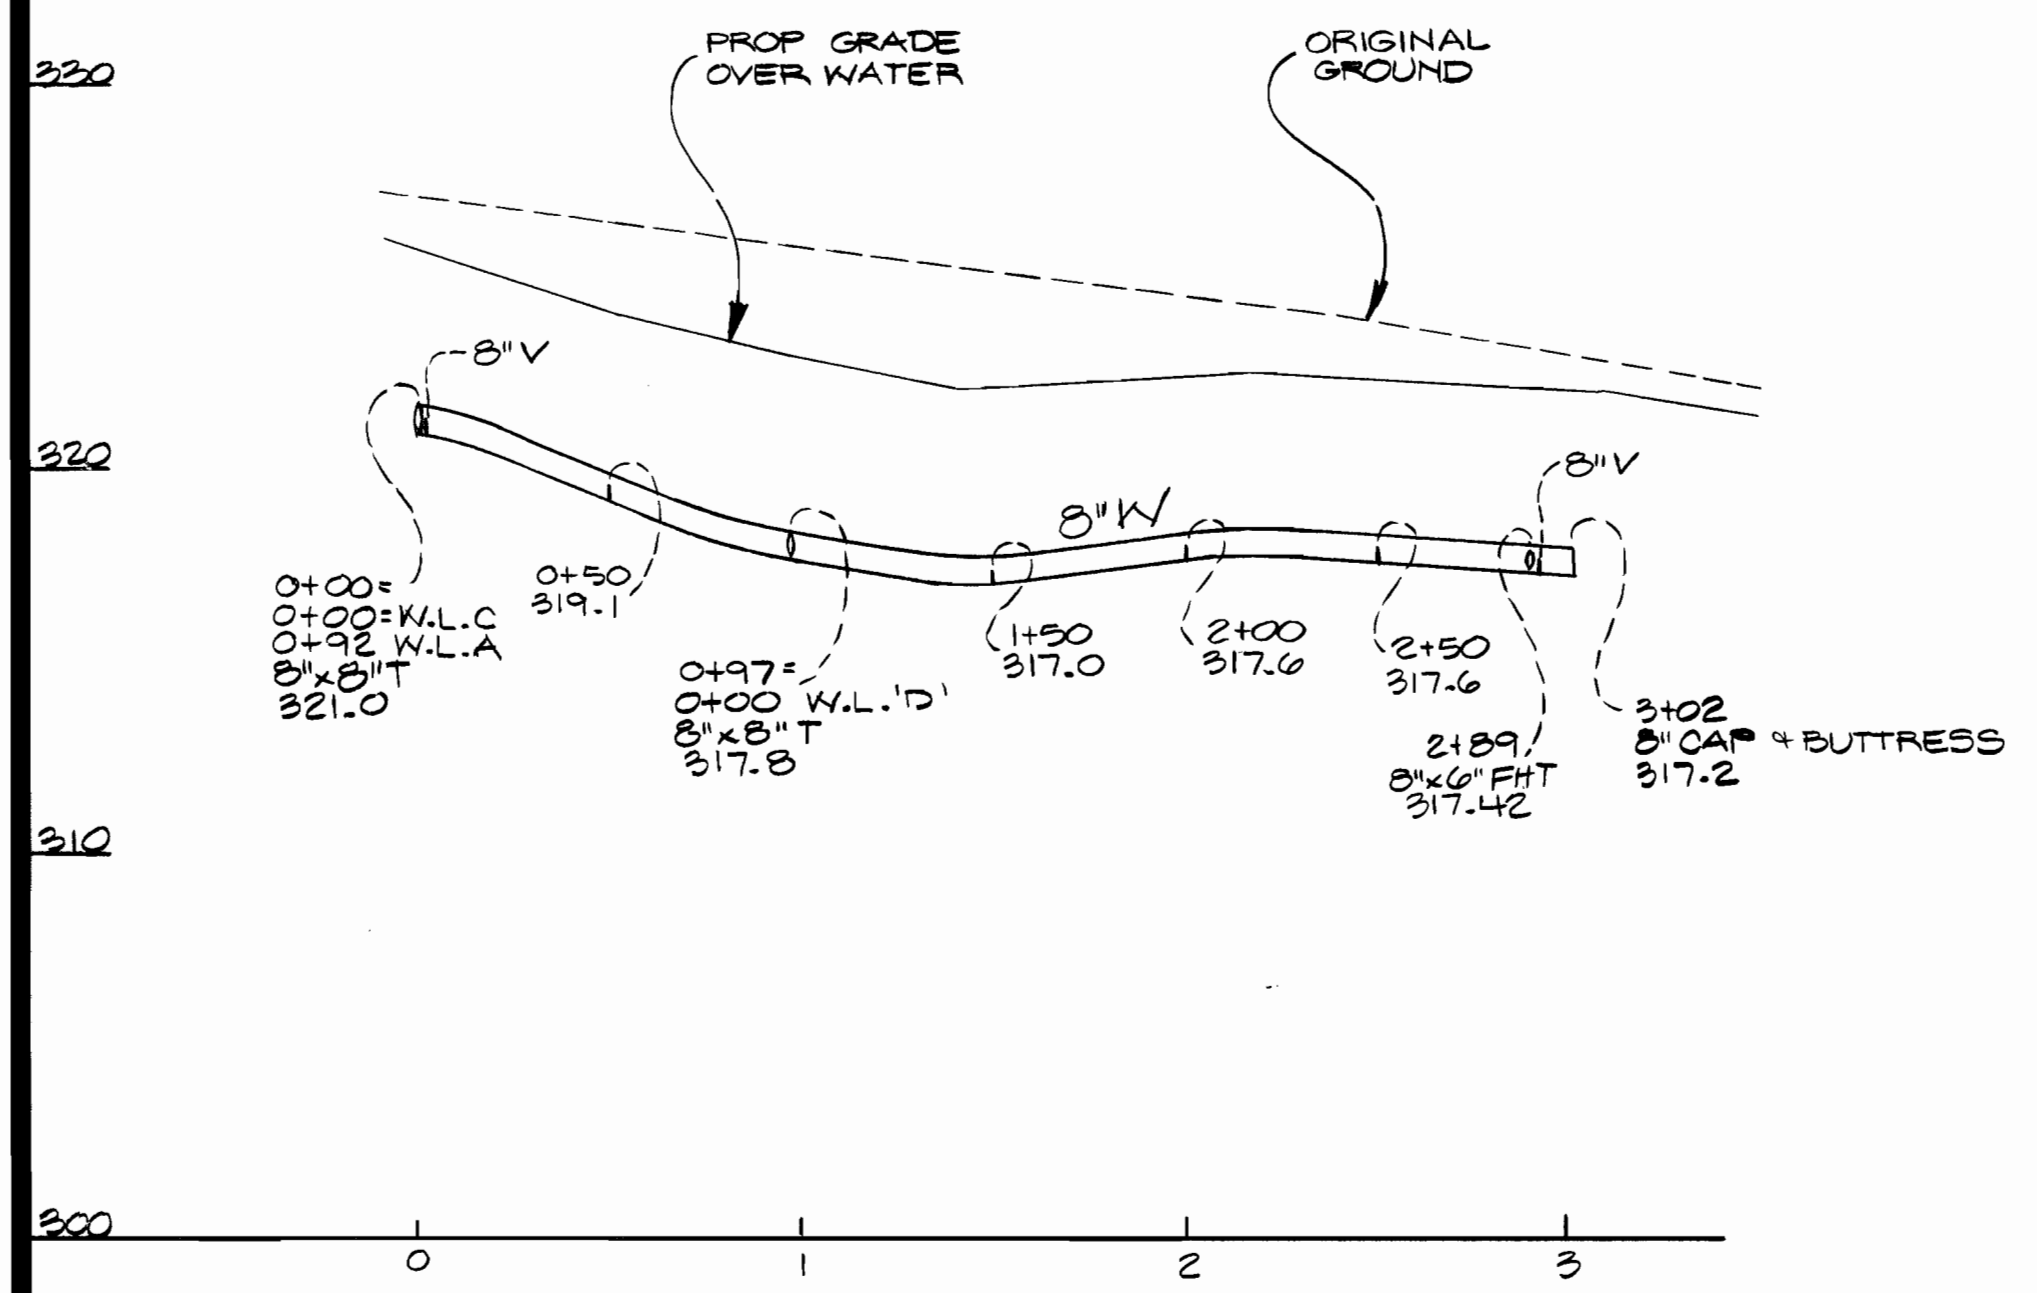 PROP GRADE
OVER WATER
ORIGINAL
GROUND
330
8"V
320
8"V
8"W
0+00=
0+00=W.L.C
0+92 W.L.A
8"x8"T
321.0
0+50
319.1
0+97=
0+00 W.L.'D'
8"x8"T
317.8
1+50
317.0
2+00
317.6
2+50
317.6
2+89
8"x6" FHT
317.42
3+02
8" CAP & BUTTRESS
317.2
310
300
0
1
2
3